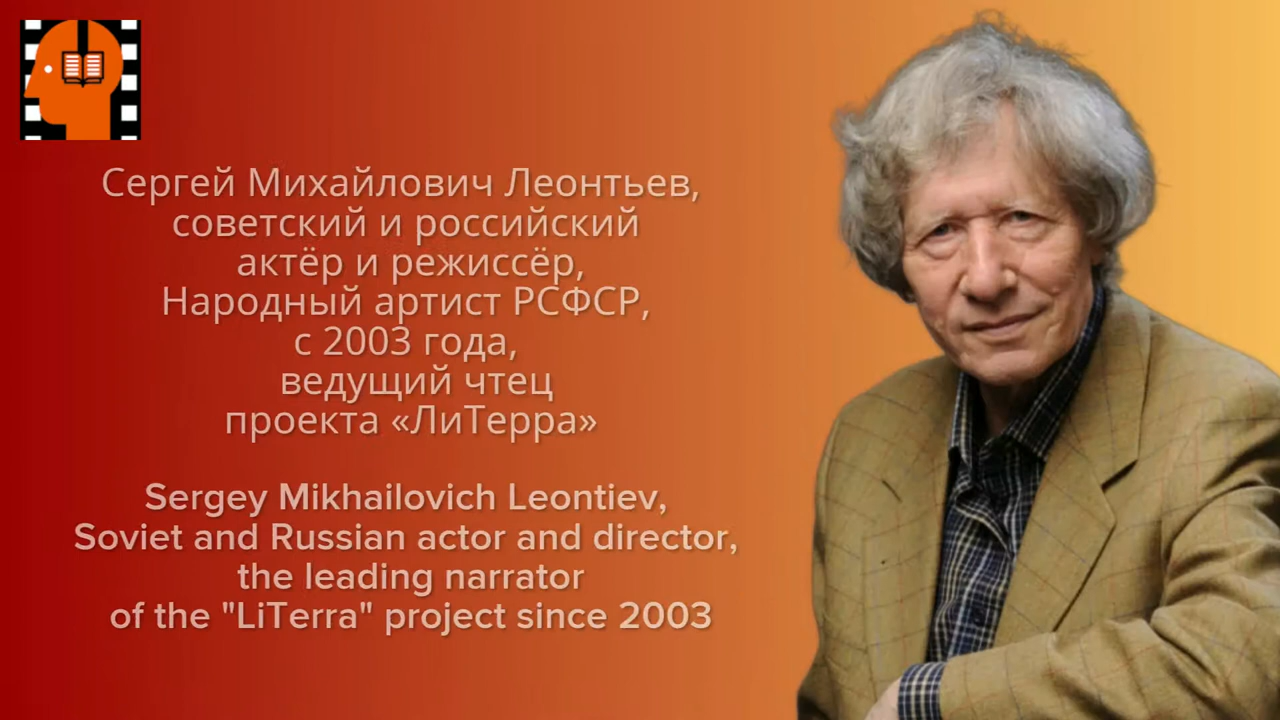 Сергей Михайлович Леонтьев,
советский и российский
актёр и режиссёр,
Народный артист РСФСР,
с 2003 года,
ведущий чтец
проекта «ЛиТерра»
Sergey Mikhailovich Leontiev,
Soviet and Russian actor and director,
the leading narrator
of the "LiTerra" project since 2003